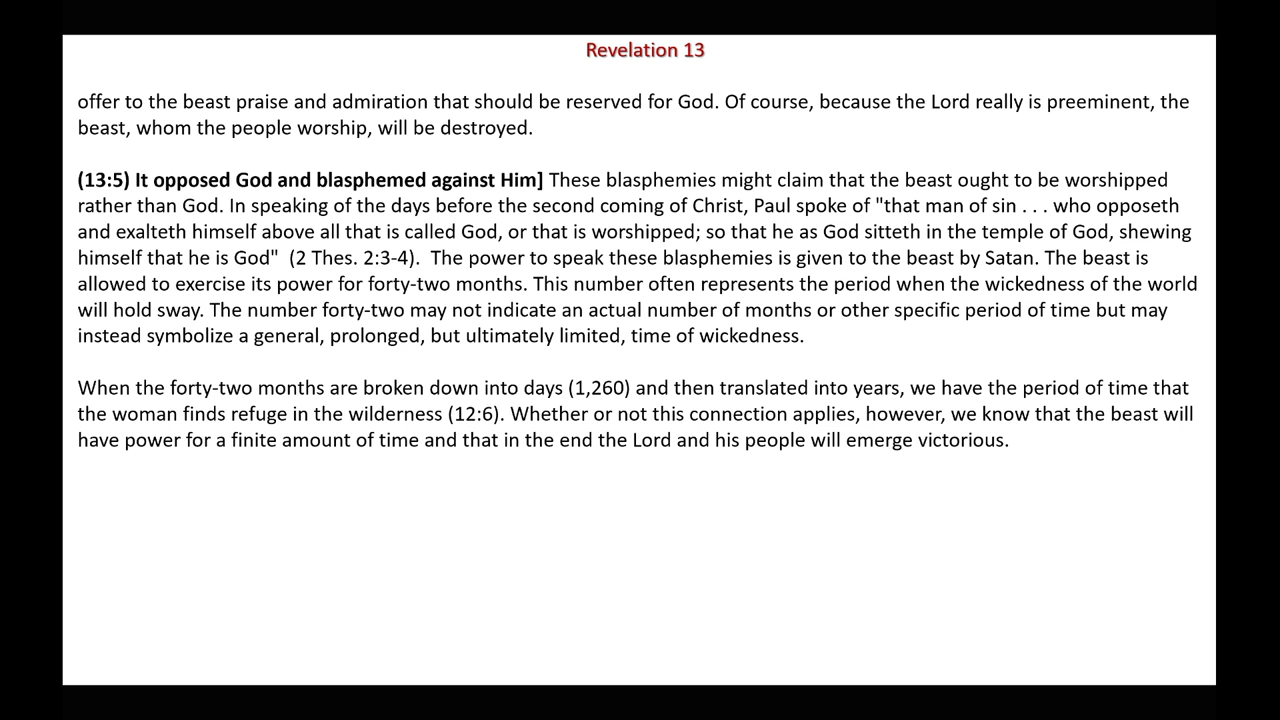 Revelation 13
offer to the beast praise and admiration that should be reserved for God. Of course, because the Lord really is preeminent, the
beast, whom the people worship, will be destroyed.
(13:5) It opposed God and blasphemed against Him] These blasphemies might claim that the beast ought to be worshipped
rather than God. In speaking of the days before the second coming of Christ, Paul spoke of "that man of sin . . . who opposeth
and exalteth himself above all that is called God, or that is worshipped; so that he as God sitteth in the temple of God, shewing
himself that he is God"  (2 Thes. 2:3-4).  The power to speak these blasphemies is given to the beast by Satan. The beast is
allowed to exercise its power for forty-two months. This number often represents the period when the wickedness of the world
will hold sway. The number forty-two may not indicate an actual number of months or other specific period of time but may
instead symbolize a general, prolonged, but ultimately limited, time of wickedness.
When the forty-two months are broken down into days (1,260) and then translated into years, we have the period of time that
the woman finds refuge in the wilderness (12:6). Whether or not this connection applies, however, we know that the beast will
have power for a finite amount of time and that in the end the Lord and his people will emerge victorious.